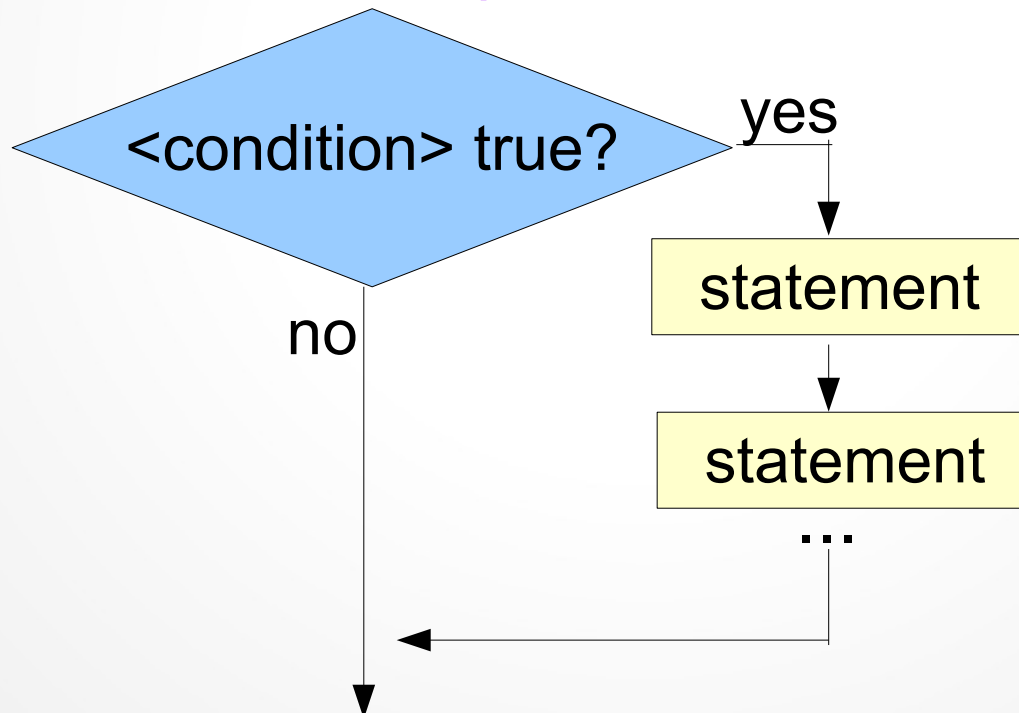 <condition> true?
yes
statement
no
statement
...